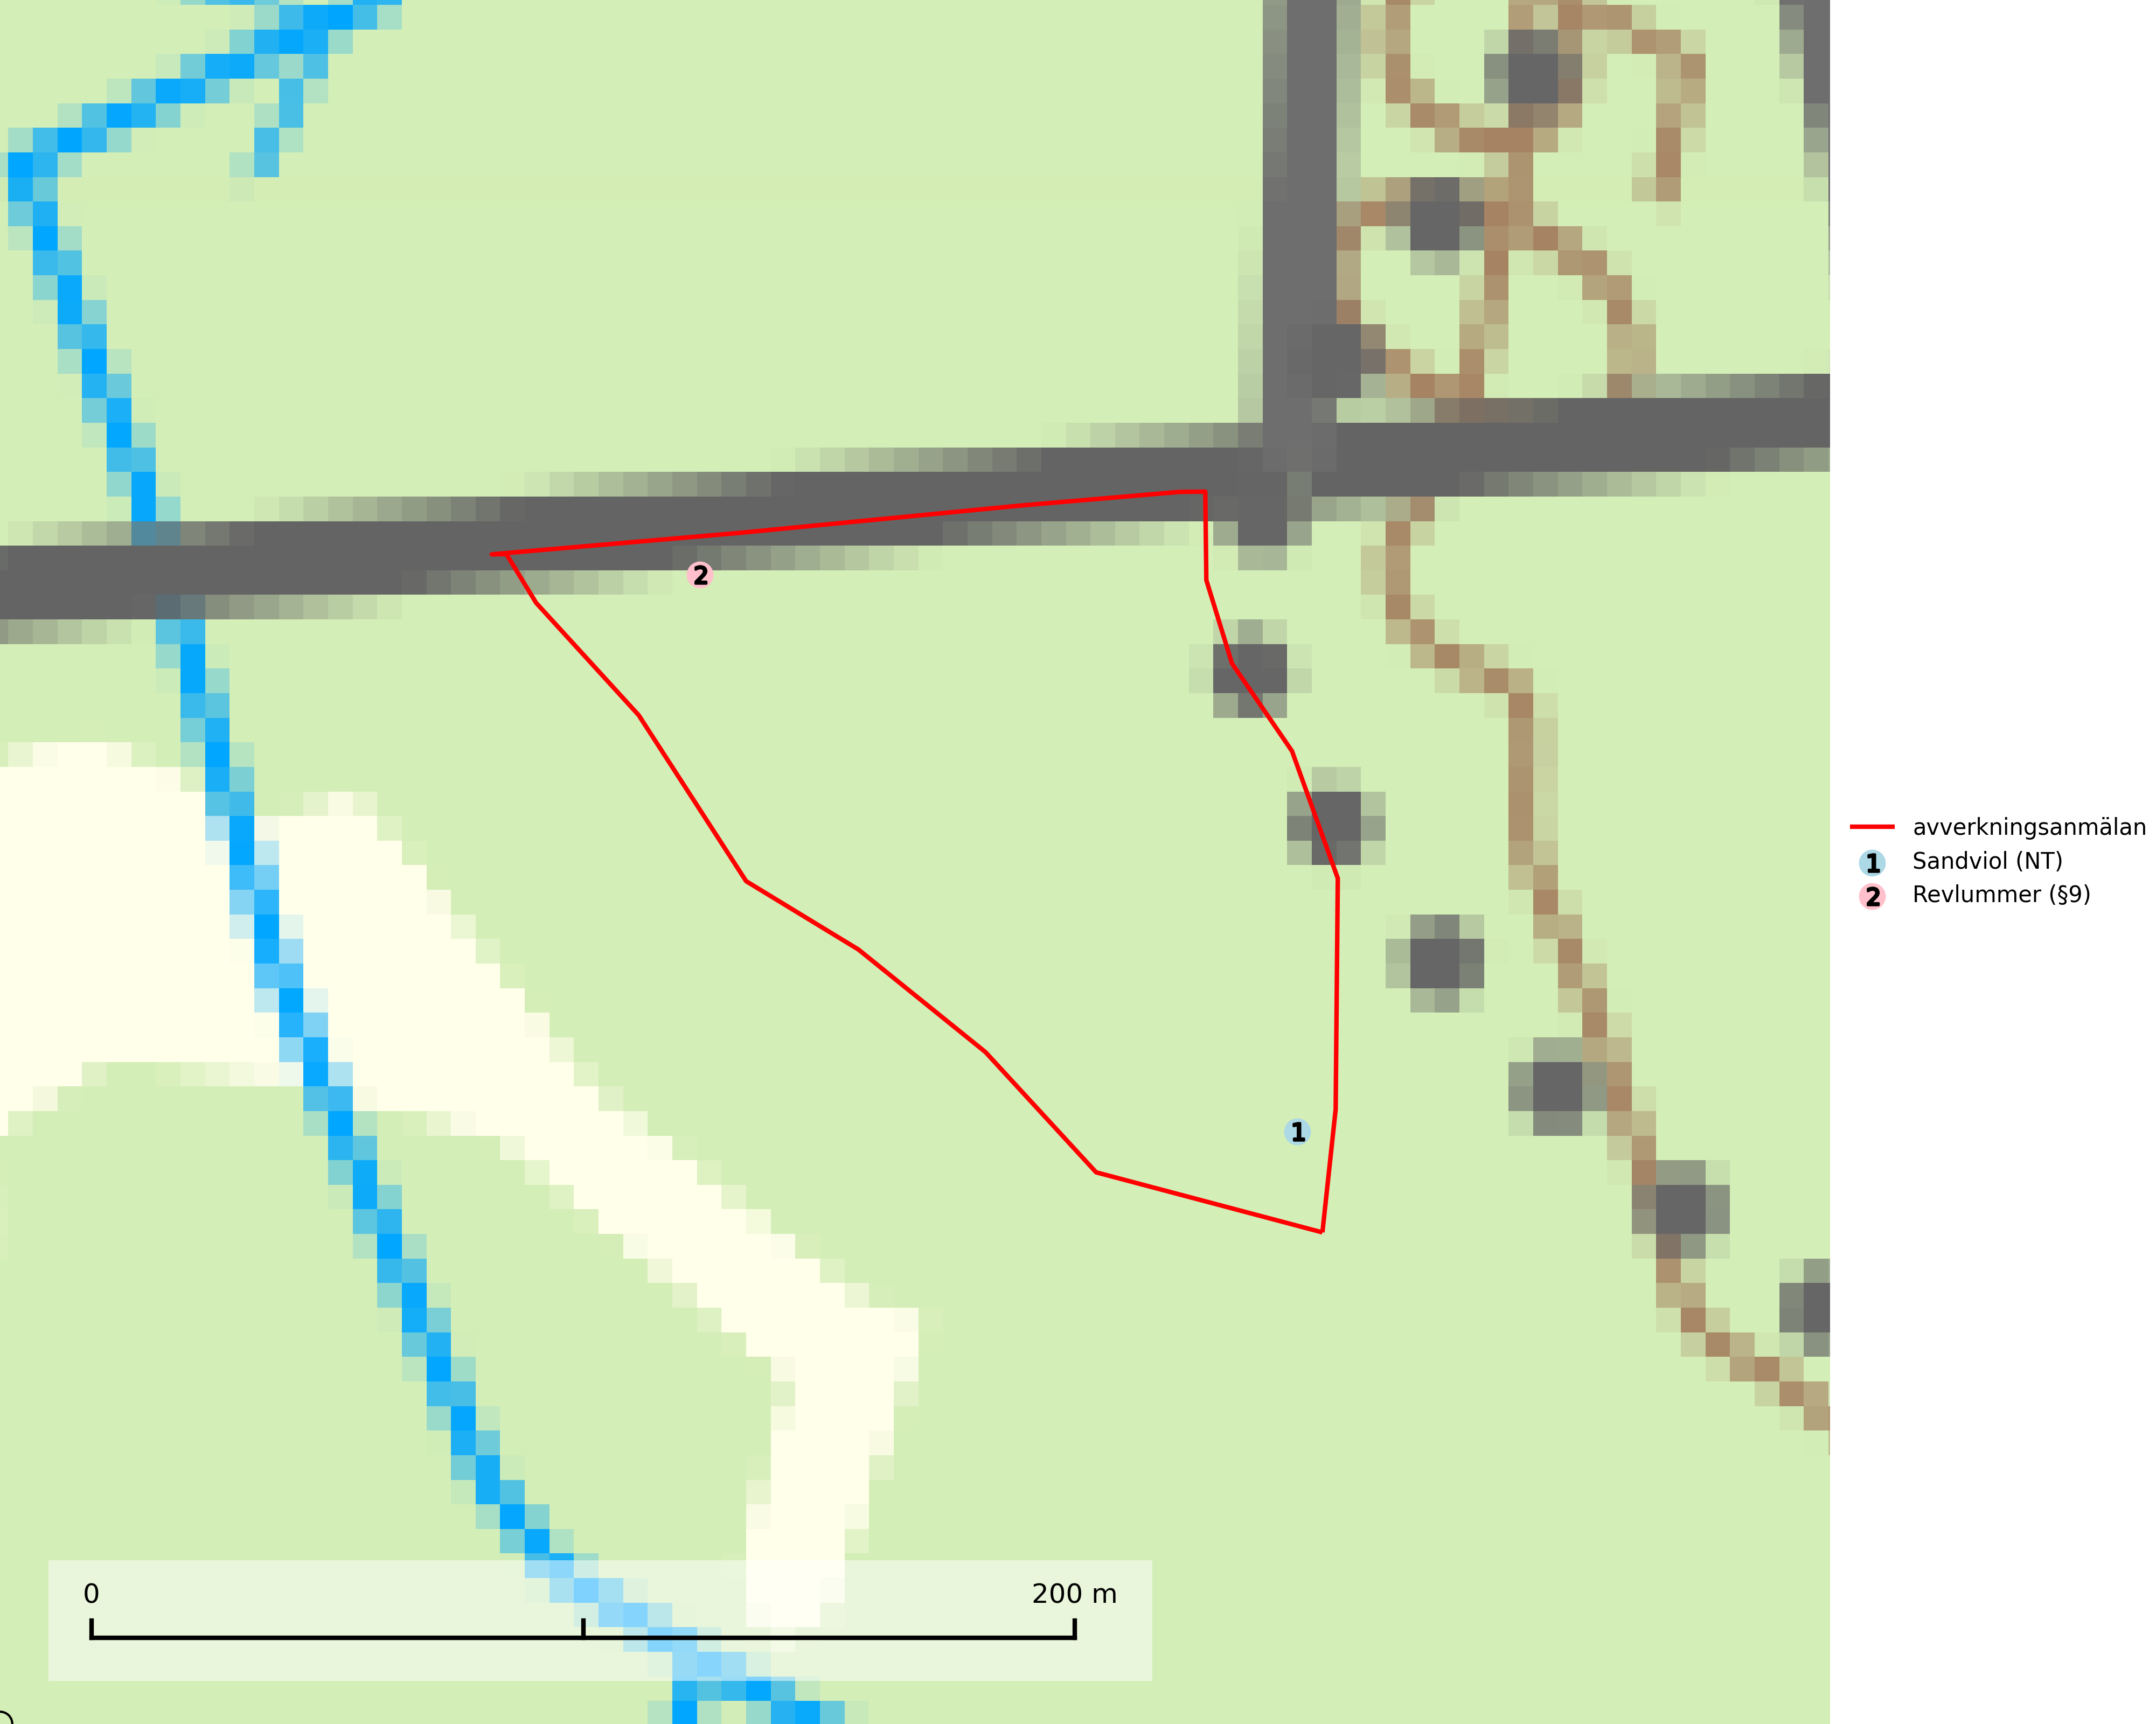 2
1
avverkningsanmälan
1 Sandviol (NT)
2 Revlummer (§9)
0 200 m